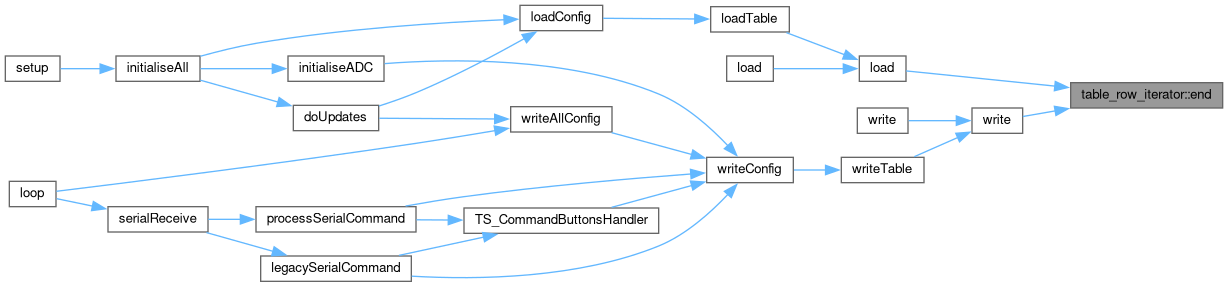 loadConfig
loadTable
setup
initialiseAll
initialiseADC
load
load
table_row_iterator::end
doUpdates
writeAllConfig
write
write
writeConfig
writeTable
loop
serialReceive
processSerialCommand
TS_CommandButtonsHandler
legacySerialCommand